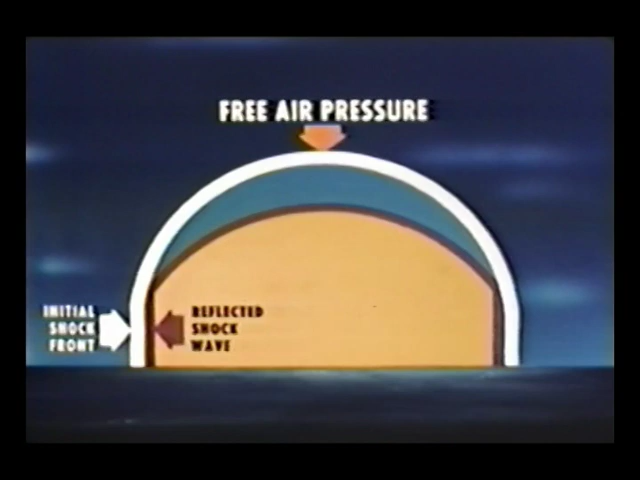 FREE AIR PRESSURE
INITIAL
SHOCK
FRONT
REFLECTED
SHOCK
WAVE